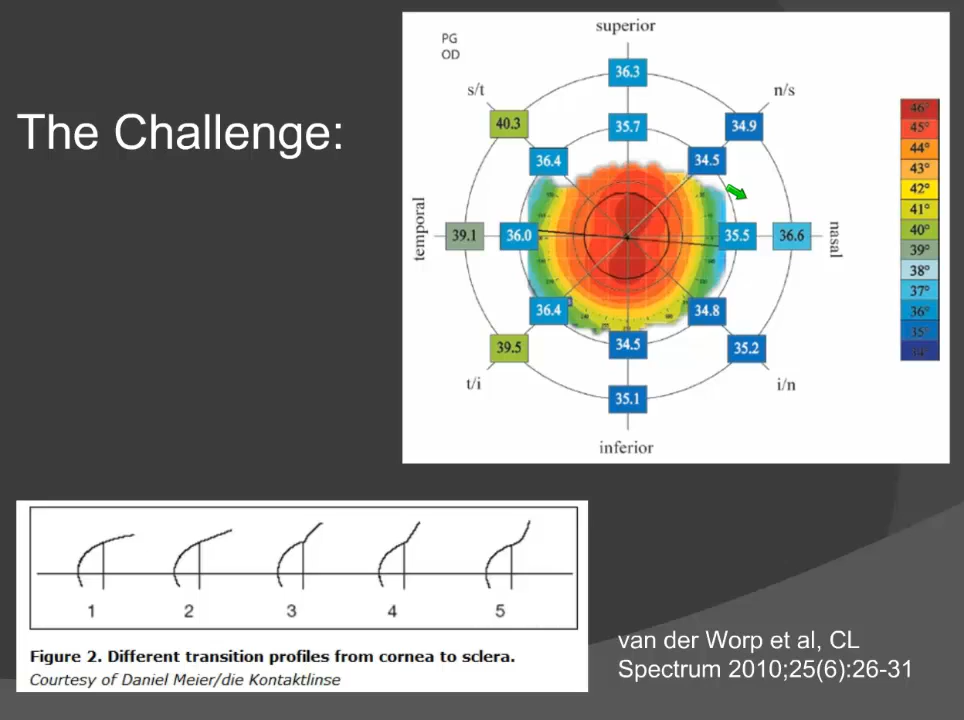 The Challenge:
PG
OD
superior
36.3
s/t
n/s
40.3
35.7
34.9
36.4
34.5
temporal
39.1
36.0
35.5
36.6
nasal
36.4
34.8
39.5
34.5
35.2
t/i
35.1
i/n
inferior
46°
45°
44°
43°
42°
41°
40°
39°
38°
37°
36°
35°
34°
1 2 3 4 5
Figure 2. Different transition profiles from cornea to sclera.
Courtesy of Daniel Meier/die Kontaktlinse
van der Worp et al, CL
Spectrum 2010;25(6):26-31